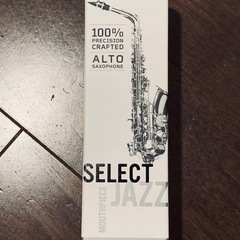 100%
PRECISION
CRAFTED
ALTO
SAXOPHONE
SELECT
JAZZ
MOUTHPIECE